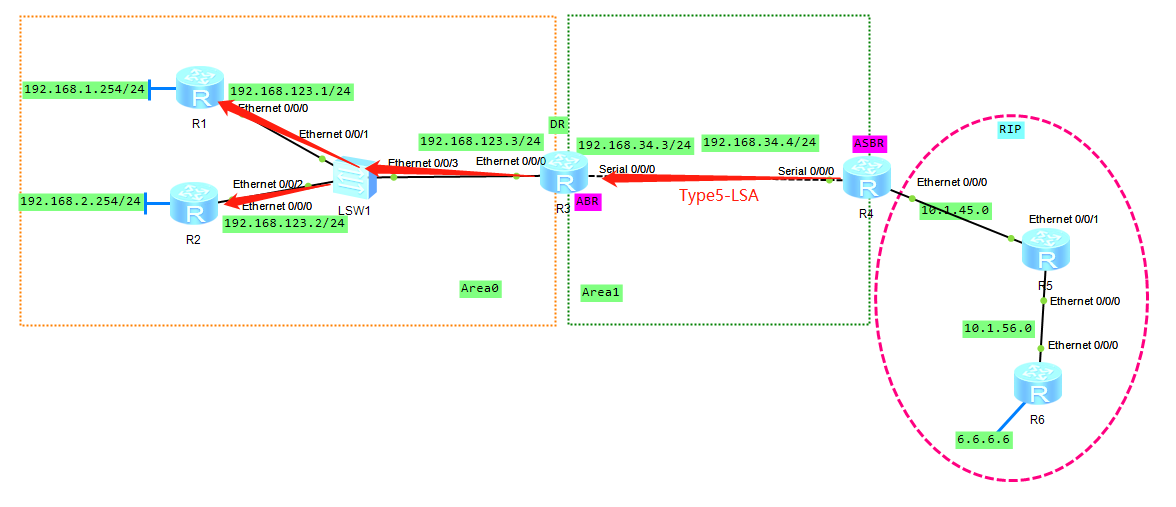 192.168.1.254/24
R
R1
192.168.123.1/24
Ethernet 0/0/0
Ethernet 0/0/1
192.168.2.254/24
R
R2
Ethernet 0/0/2
Ethernet 0/0/0
192.168.123.2/24
LSW1
Ethernet 0/0/3
192.168.123.3/24
Ethernet 0/0/0
DR
R
R3
ABR
192.168.34.3/24
Serial 0/0/0
Type5-LSA
192.168.34.4/24
Serial 0/0/0
ASBR
R
R4
Area0
Area1
RIP
Ethernet 0/0/0
10.1.45.0
Ethernet 0/0/1
R
R5
Ethernet 0/0/0
10.1.56.0
Ethernet 0/0/0
R
R6
6.6.6.6